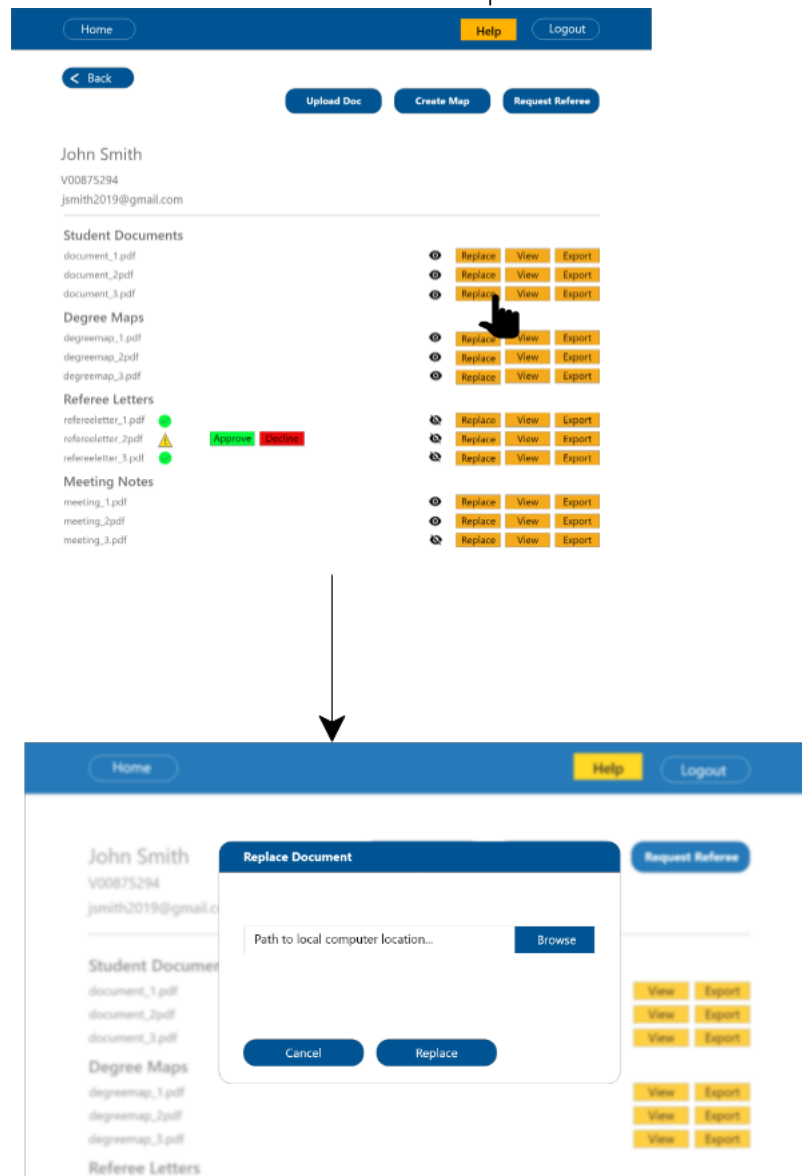 Home Help Logout
Back
Upload Doc Create Map Request Referee
John Smith
V00875294
jsmith2019@gmail.com
Student Documents
document_1.pdf Replace View Export
document_2pdf Replace View Export
document_3.pdf Replace View Export
Degree Maps
degreemap_1.pdf Replace View Export
degreemap_2pdf Replace View Export
degreemap_3.pdf Replace View Export
Referee Letters
refereeletter_1.pdf Replace View Export
refereeletter_2pdf Approve Decline Replace View Export
refereeletter_3.pdf Replace View Export
Meeting Notes
meeting_1.pdf Replace View Export
meeting_2pdf Replace View Export
meeting_3.pdf Replace View Export
Home Help Logout
John Smith Replace Document Request Referee
V00875294
jsmith2019@gmail.c
Path to local computer location... Browse
Student Documen
document_1.pdf View Export
document_2pdf View Export
document_3.pdf View Export
Cancel Replace
Degree Maps
degreemap_1.pdf View Export
degreemap_2pdf View Export
degreemap_3.pdf View Export
Referee Letters